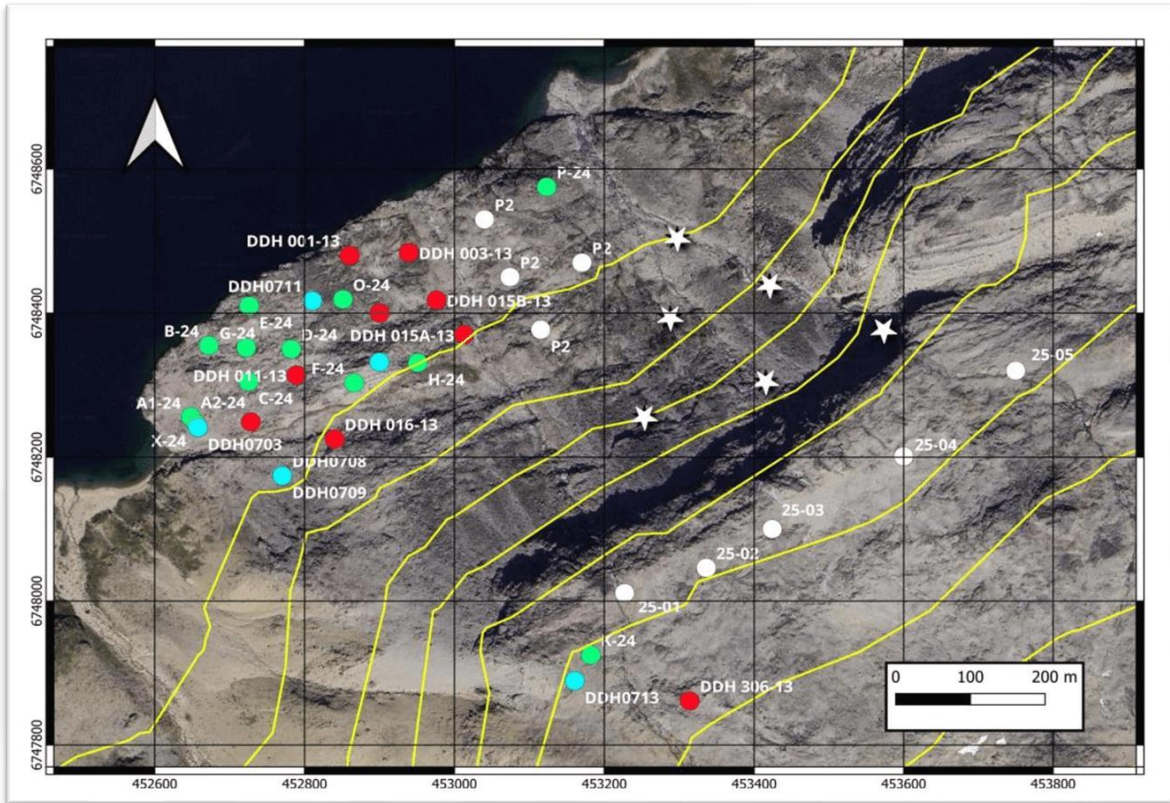 P-24
P2
DDH 001-13
DDH 003-13
P2
P2
DDH0711
O-24
DDH 015B-13
E-24
B-24
G-24
D-24
DDH 015A-13
P2
DDH 011-13
F-24
H-24
C-24
A1-24
A2-24
X-24
DDH0703
DDH 016-13
DDH0708
DDH0709
25-05
25-04
25-03
25-02
25-01
K-24
DDH0713
DDH 306-13
0 100 200 m
6748600
6748400
6748200
6748000
6747800
452600 452800 453000 453200 453400 453600 453800